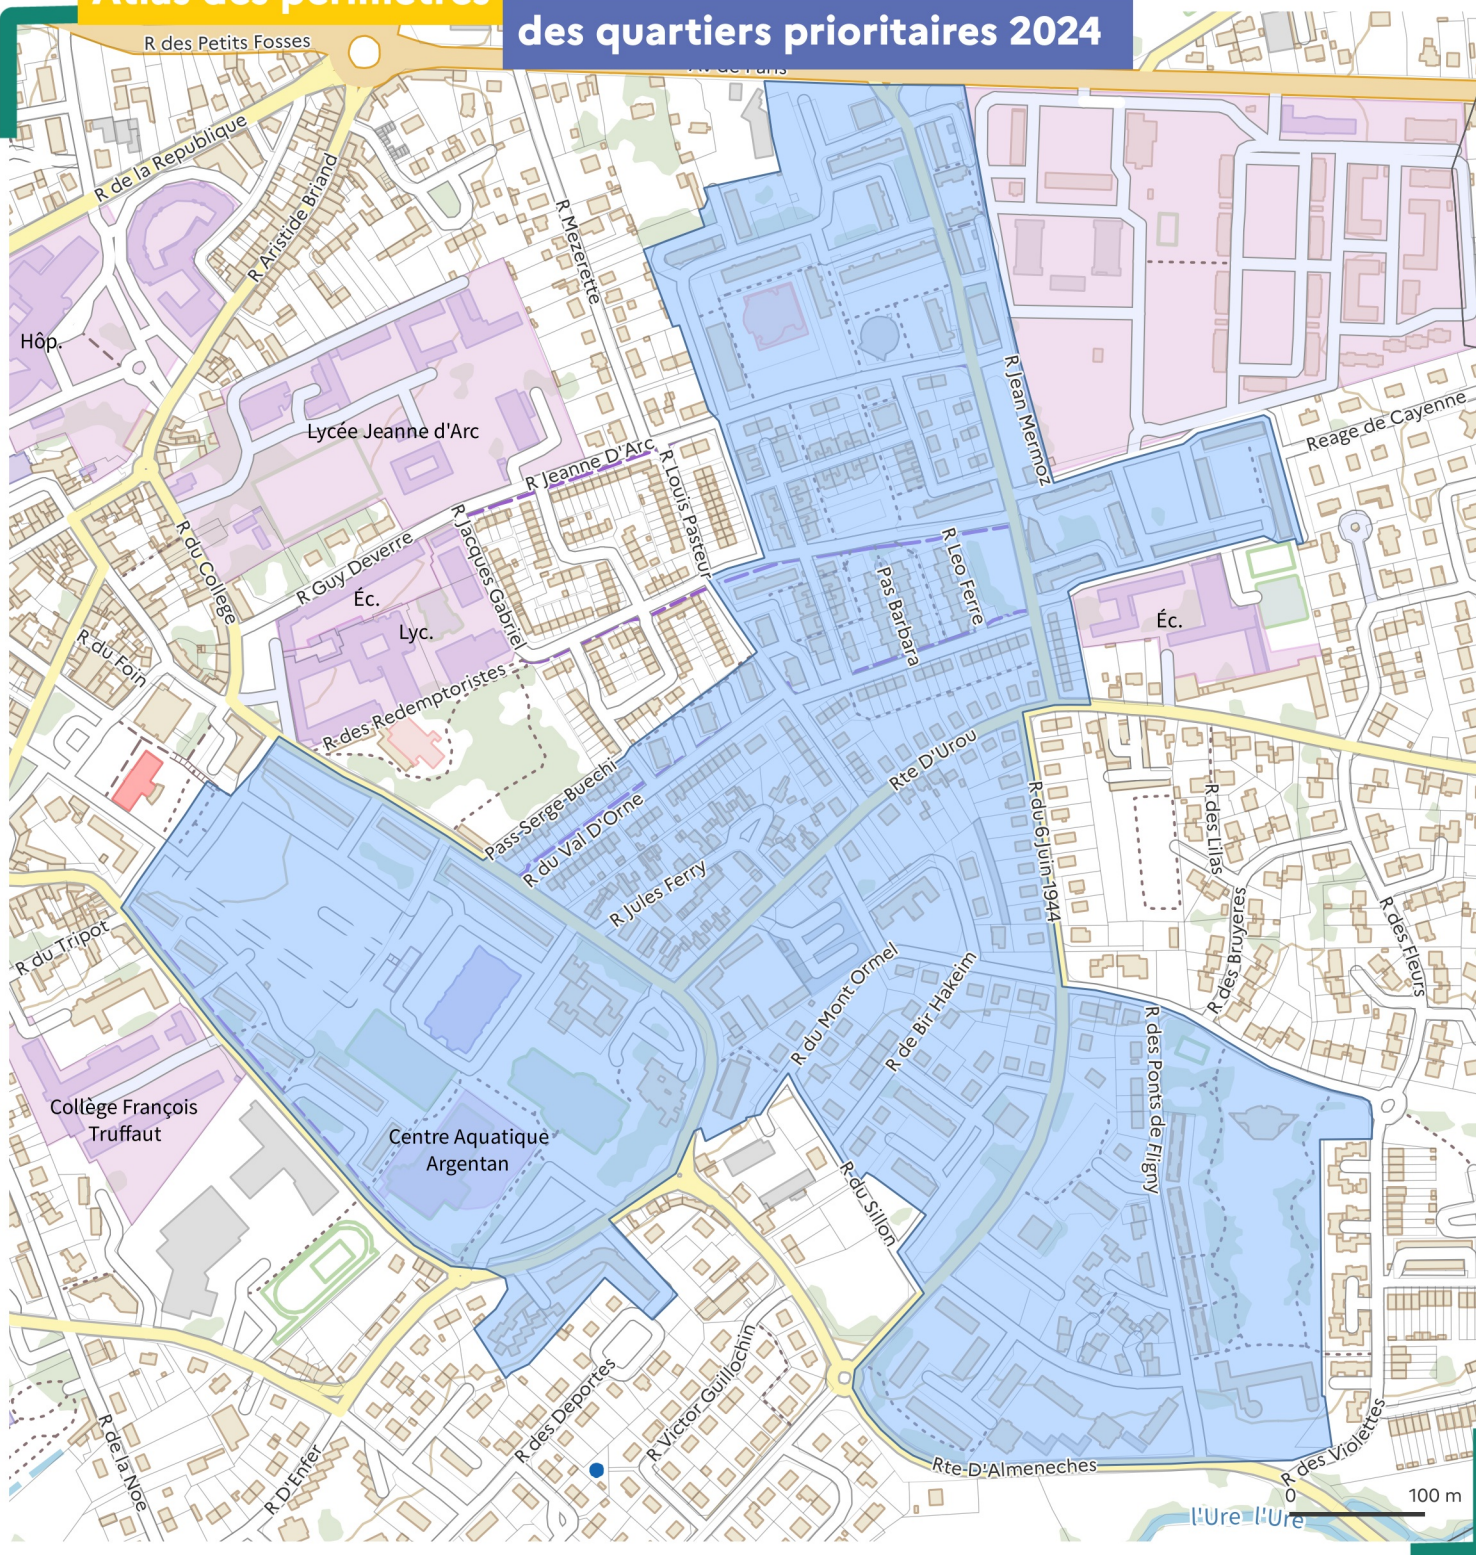 Atlas des périmètres
des quartiers prioritaires 2024
R des Petits Fosses
Av de Paris
R de la Republique
R Aristide Briand
R Mezerette
Hôp.
R Jean Mermoz
Reage de Cayenne
Lycée Jeanne d'Arc
R Jeanne D'Arc
R Louis Pasteur
R Jacques Gabriel
R du College
R Guy Deverre
R Leo Ferre
Pas Barbara
Éc.
Lyc.
Éc.
R du Foin
R des Redemptoristes
Pass Serge Buechi
Rte D'Urou
R du Val D'Orne
R du 6 Juin 1944
R des Lilas
R Jules Ferry
R des Bruyeres
R des Fleurs
R du Tripot
R du Mont Ormel
R de Bir Hakeim
R des Ponts de Fligny
Collège François
Truffaut
Centre Aquatique
Argentan
R du Sillon
R Victor Guillochin
R des Deportes
R de la Noe
R D'Enfer
Rte D'Almeneches
R des Violettes
0 100 m
l'Ure l'Ure